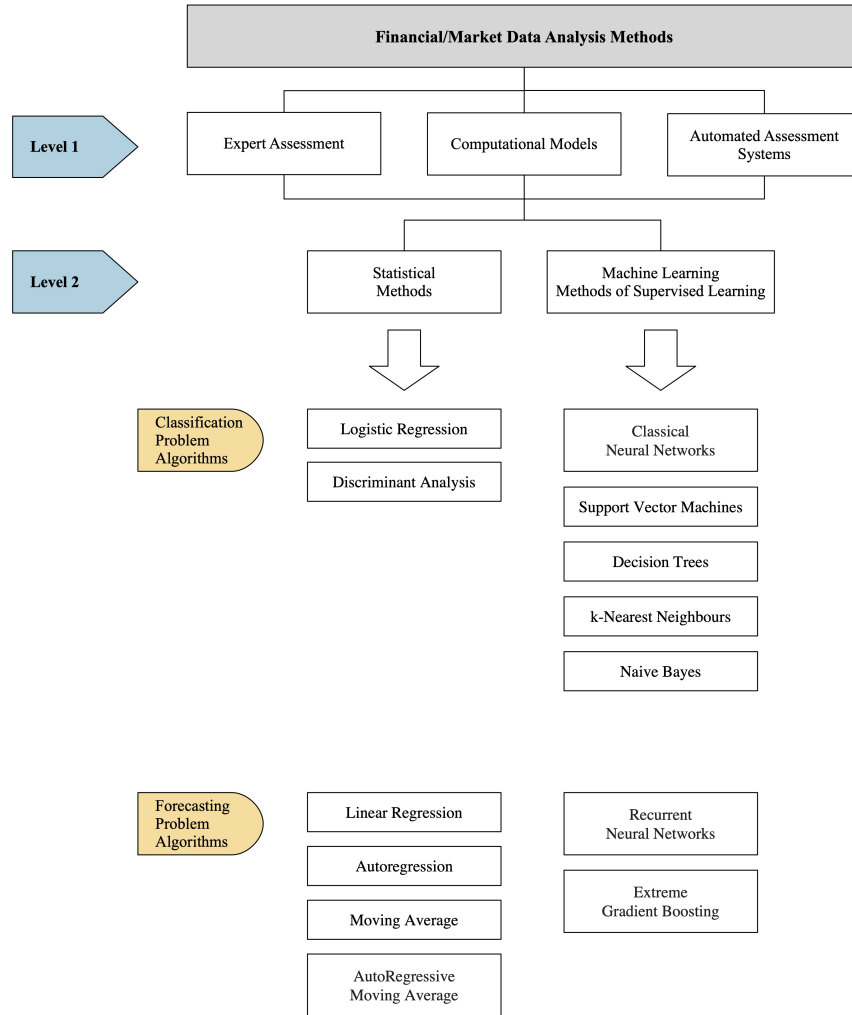 Financial/Market Data Analysis Methods
Level 1
Expert Assessment
Computational Models
Automated Assessment
Systems
Level 2
Statistical
Methods
Machine Learning
Methods of Supervised Learning
Classification
Problem
Algorithms
Logistic Regression
Discriminant Analysis
Classical
Neural Networks
Support Vector Machines
Decision Trees
k-Nearest Neighbours
Naive Bayes
Forecasting
Problem
Algorithms
Linear Regression
Autoregression
Moving Average
AutoRegressive
Moving Average
Recurrent
Neural Networks
Extreme
Gradient Boosting